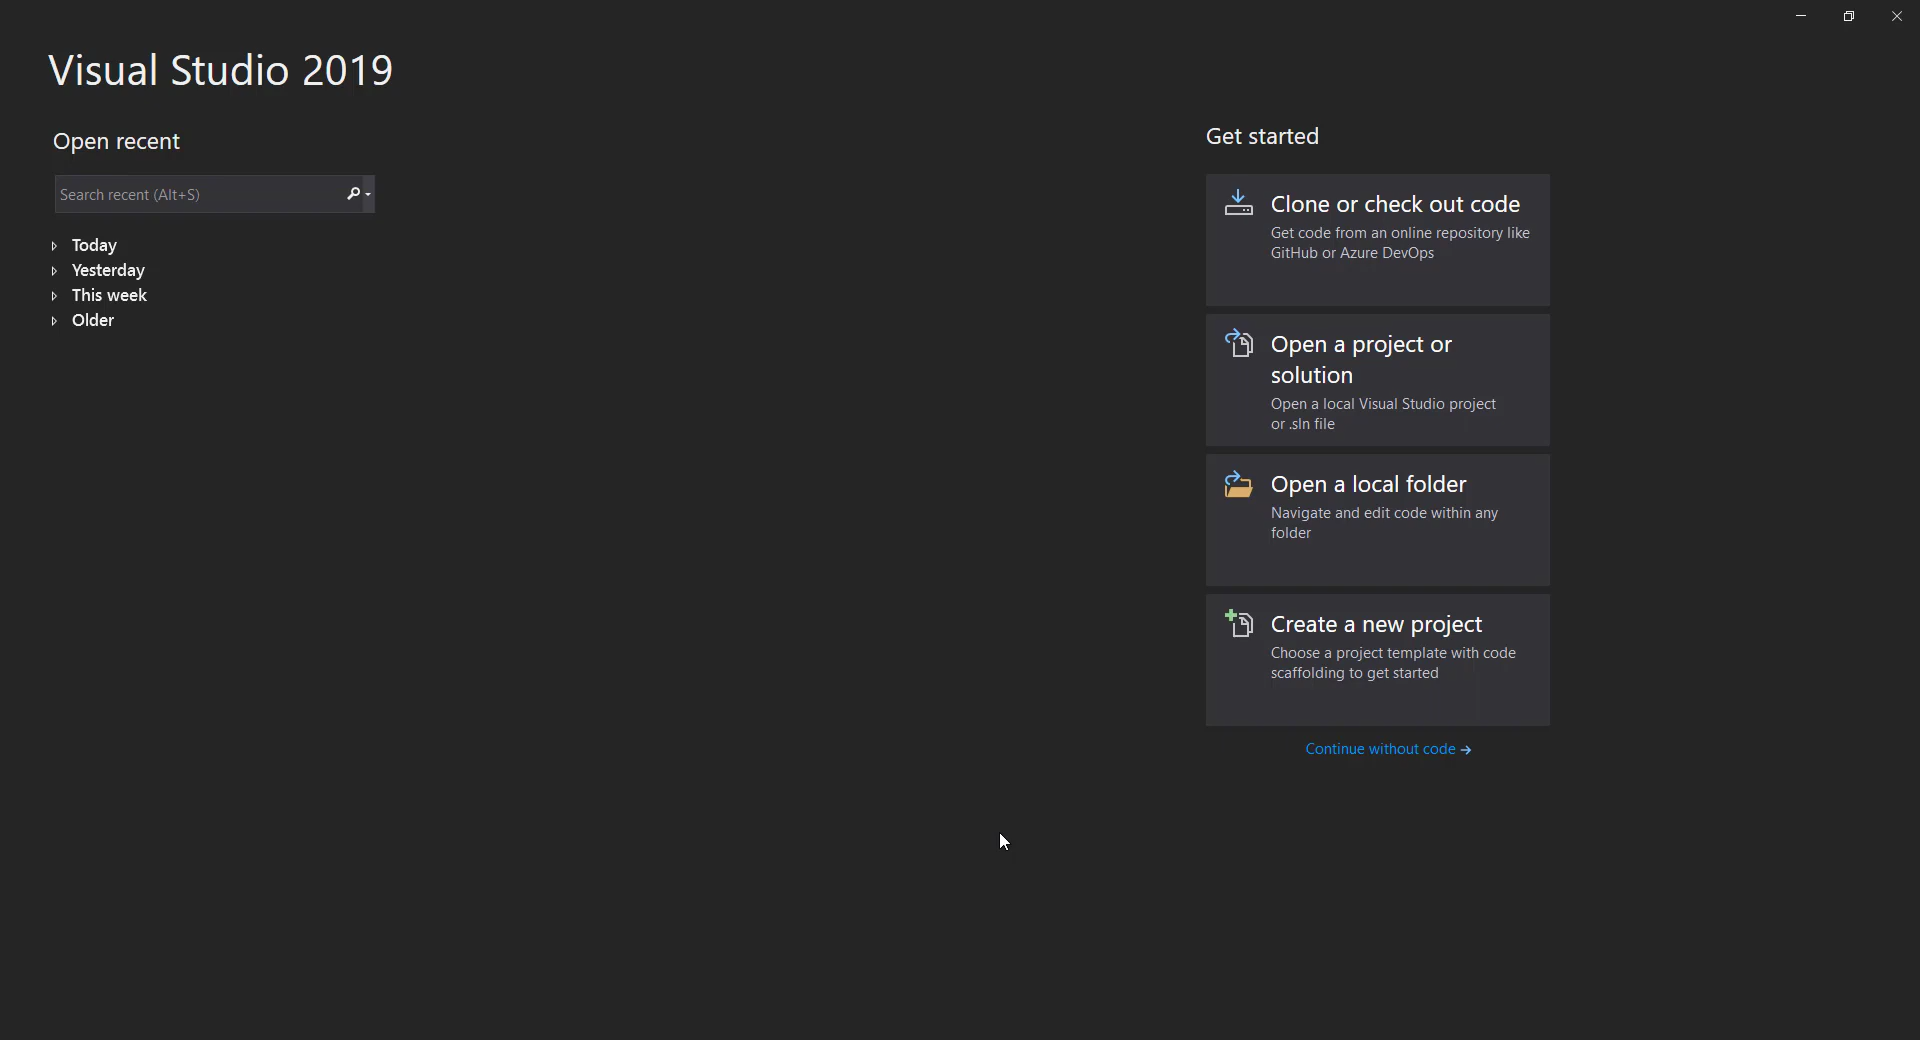 Visual Studio 2019
Open recent
Search recent (Alt+S)
Today
Yesterday
This week
Older
Get started
Clone or check out code
Get code from an online repository like
GitHub or Azure DevOps
Open a project or
solution
Open a local Visual Studio project
or .sln file
Open a local folder
Navigate and edit code within any
folder
Create a new project
Choose a project template with code
scaffolding to get started
Continue without code →